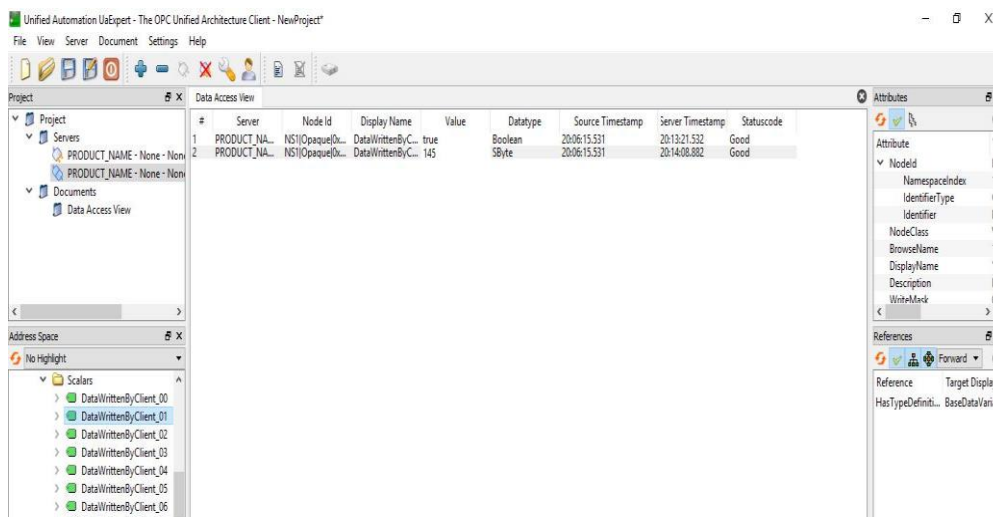 Unified Automation UaExpert - The OPC Unified Architecture Client - NewProject*
File View Server Document Settings Help
Project
Project
Servers
PRODUCT_NAME - None - Non
PRODUCT_NAME - None - Non
Documents
Data Access View
Data Access View
# Server Node Id Display Name Value Datatype Source Timestamp Server Timestamp Statuscode
1 PRODUCT_NA... NS1|Opaque|0x... DataWrittenByC... true Boolean 20:06:15.531 20:13:21.532 Good
2 PRODUCT_NA... NS1|Opaque|0x... DataWrittenByC... 145 SByte 20:06:15.531 20:14:08.882 Good
Address Space
No Highlight
Scalars
DataWrittenByClient_00
DataWrittenByClient_01
DataWrittenByClient_02
DataWrittenByClient_03
DataWrittenByClient_04
DataWrittenByClient_05
DataWrittenByClient_06
Attributes
Attribute
NodeId
NamespaceIndex
IdentifierType
Identifier
NodeClass
BrowseName
DisplayName
Description
WriteMask
References
Forward
Reference Target Displa
HasTypeDefiniti... BaseDataVari